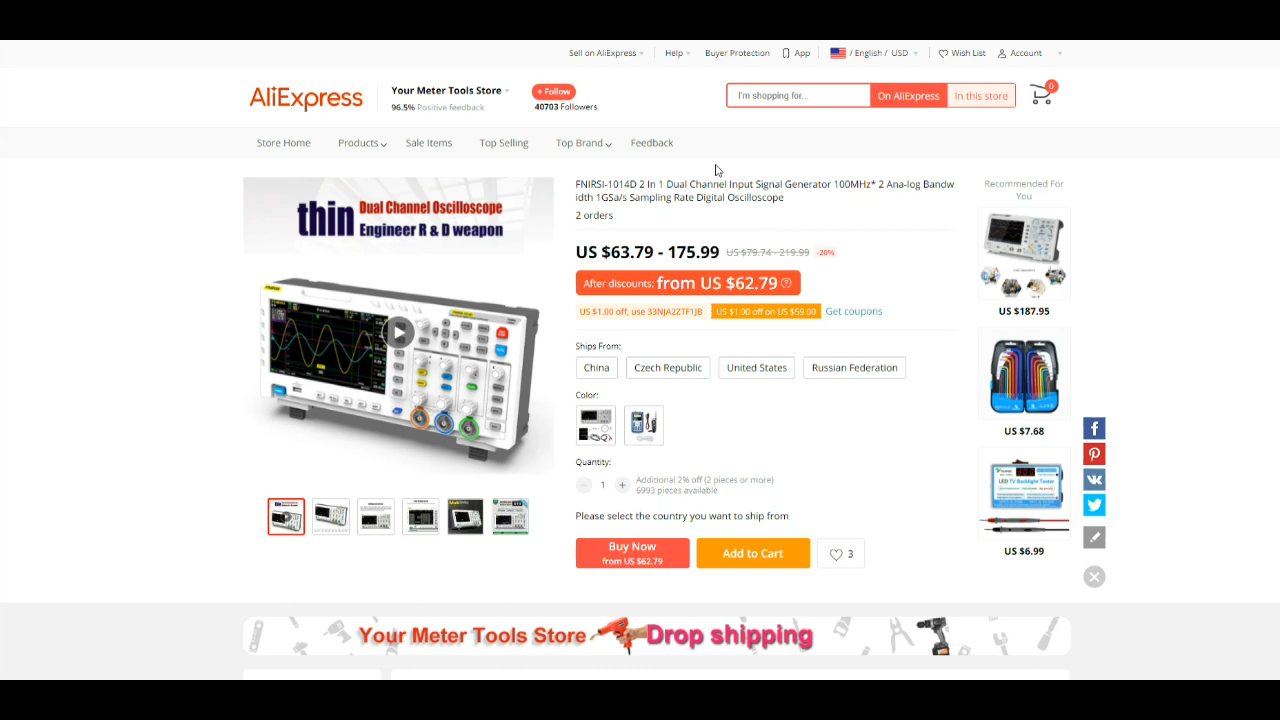 Sell on AliExpress
Help
Buyer Protection
App
/ English / USD
Wish List
Account
AliExpress
Your Meter Tools Store
96.5% Positive feedback
+ Follow
40703 Followers
I'm shopping for...
On AliExpress
In this store
0
Store Home
Products
Sale Items
Top Selling
Top Brand
Feedback
thin Dual Channel Oscilloscope
Engineer R & D weapon
FNIRSI-1014D 2 In 1 Dual Channel Input Signal Generator 100MHz* 2 Ana-log Bandw
idth 1GSa/s Sampling Rate Digital Oscilloscope
2 orders
US $63.79 - 175.99 US $79.74 - 219.99 -20%
After discounts: from US $62.79
US $1.00 off, use 33NJA2ZTF1JB US $1.00 off on US $59.00 Get coupons
Ships From:
China
Czech Republic
United States
Russian Federation
Color:
Quantity:
1
Additional 2% off (2 pieces or more)
6993 pieces available
Please select the country you want to ship from
Buy Now
from US $62.79
Add to Cart
3
Recommended For
You
US $187.95
US $7.68
LED TV Backlight Tester
US $6.99
Your Meter Tools Store
Drop shipping